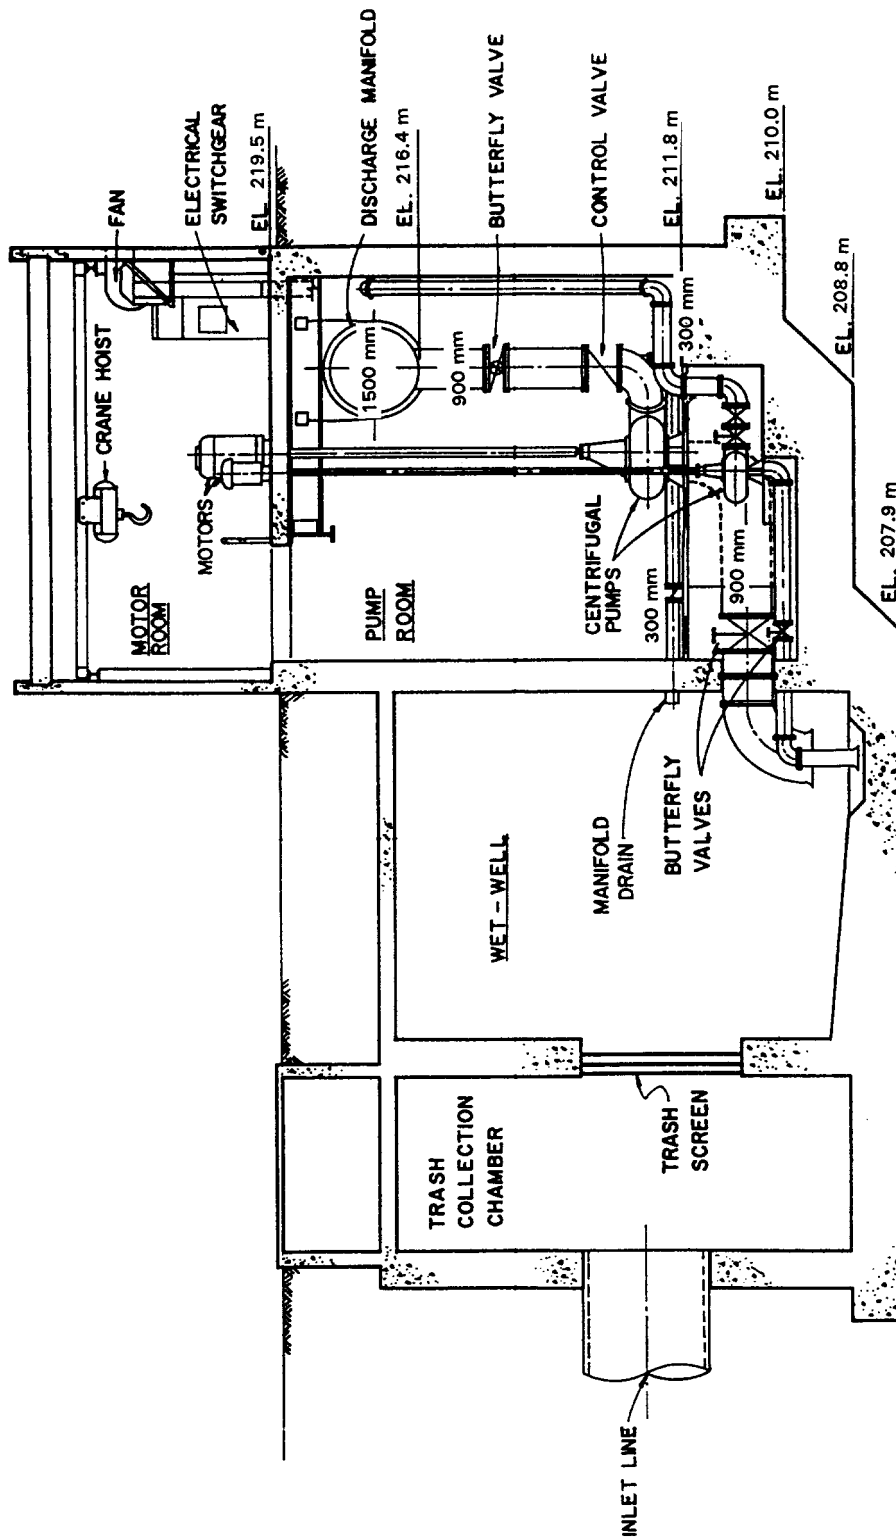 FAN
ELECTRICAL
SWITCHGEAR
EL. 219.5 m
DISCHARGE MANIFOLD
EL. 216.4 m
BUTTERFLY VALVE
CONTROL VALVE
EL. 211.8 m
EL. 210.0 m
EL. 208.8 m
EL. 207.9 m
CRANE HOIST
MOTORS
MOTOR
ROOM
1500 mm
900 mm
300 mm
PUMP
ROOM
CENTRIFUGAL
PUMPS
300 mm
900 mm
WET-WELL
MANIFOLD
DRAIN
BUTTERFLY
VALVES
TRASH
COLLECTION
CHAMBER
TRASH
SCREEN
INLET LINE